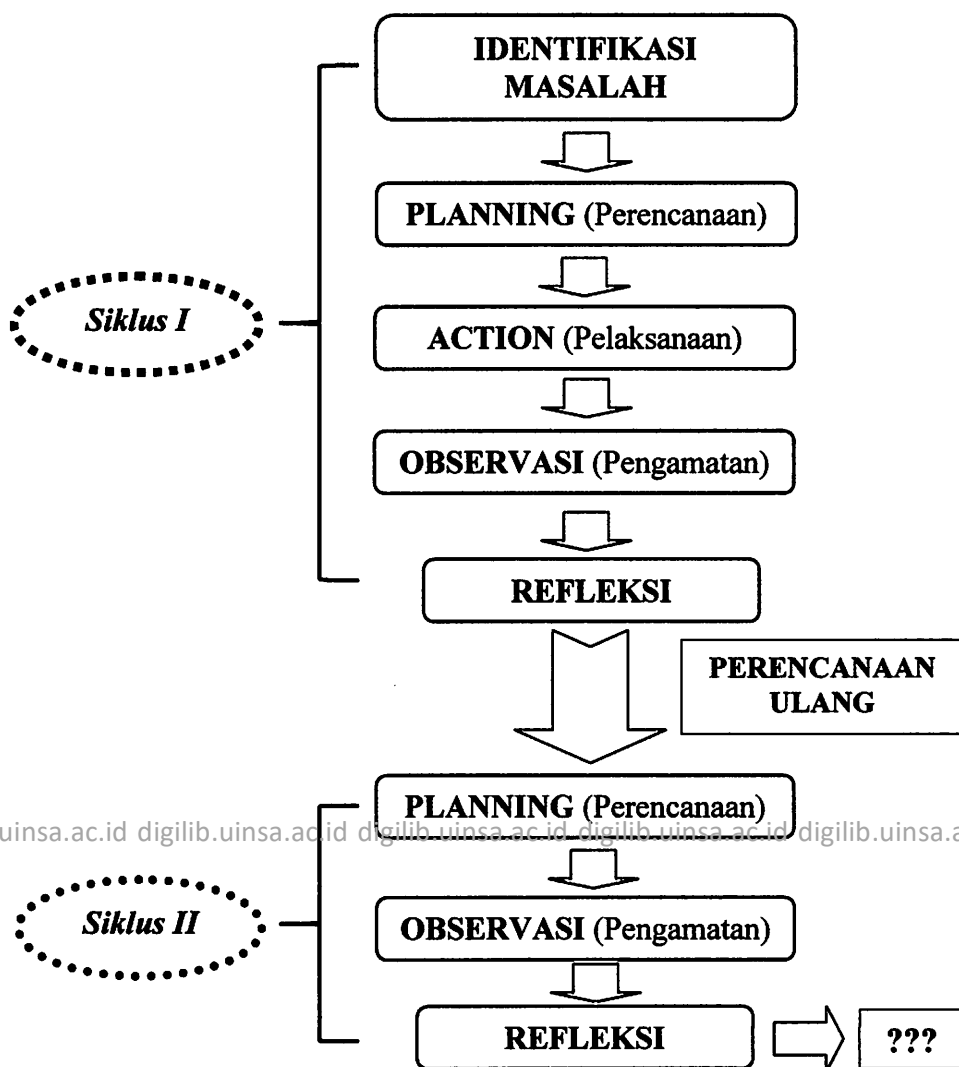 IDENTIFIKASI
MASALAH
PLANNING (Perencanaan)
Siklus I
ACTION (Pelaksanaan)
OBSERVASI (Pengamatan)
REFLEKSI
PERENCANAAN
ULANG
PLANNING (Perencanaan)
uinsa.ac.id digilib.uinsa.ac.id digilib.uinsa.ac.id digilib.uinsa.ac.id digilib.uinsa.a
Siklus II
OBSERVASI (Pengamatan)
REFLEKSI
???